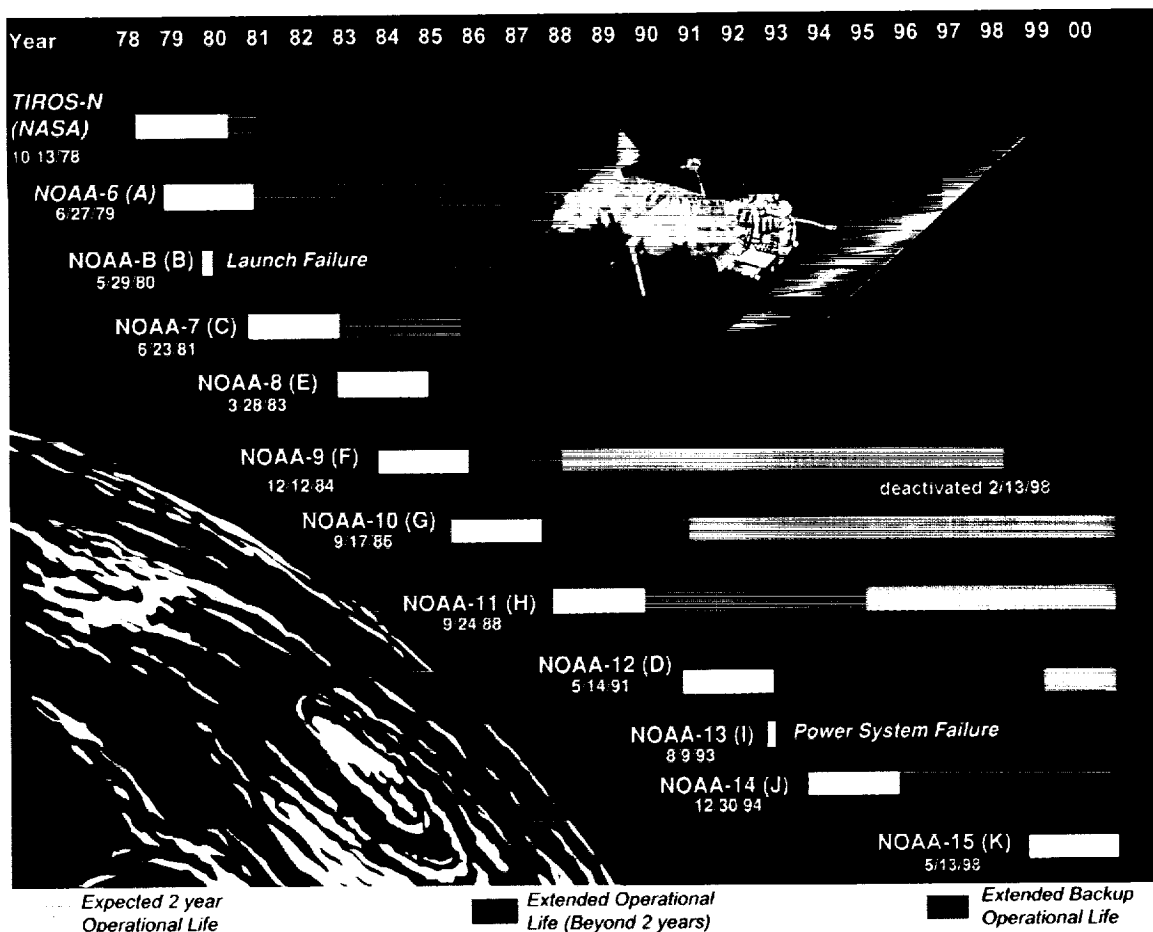 Year 78 79 80 81 82 83 84 85 86 87 88 89 90 91 92 93 94 95 96 97 98 99 00
TIROS-N
(NASA)
10 13/78
NOAA-6 (A)
6/27/79
NOAA-B (B) Launch Failure
5/29/80
NOAA-7 (C)
6 23 81
NOAA-8 (E)
3 28 83
NOAA-9 (F)
12/12/84
deactivated 2/13/98
NOAA-10 (G)
9/17/86
NOAA-11 (H)
9 24 88
NOAA-12 (D)
5/14/91
NOAA-13 (I) Power System Failure
8 9 93
NOAA-14 (J)
12 30 94
NOAA-15 (K)
5/13/98
Expected 2 year
Operational Life
Extended Operational
Life (Beyond 2 years)
Extended Backup
Operational Life